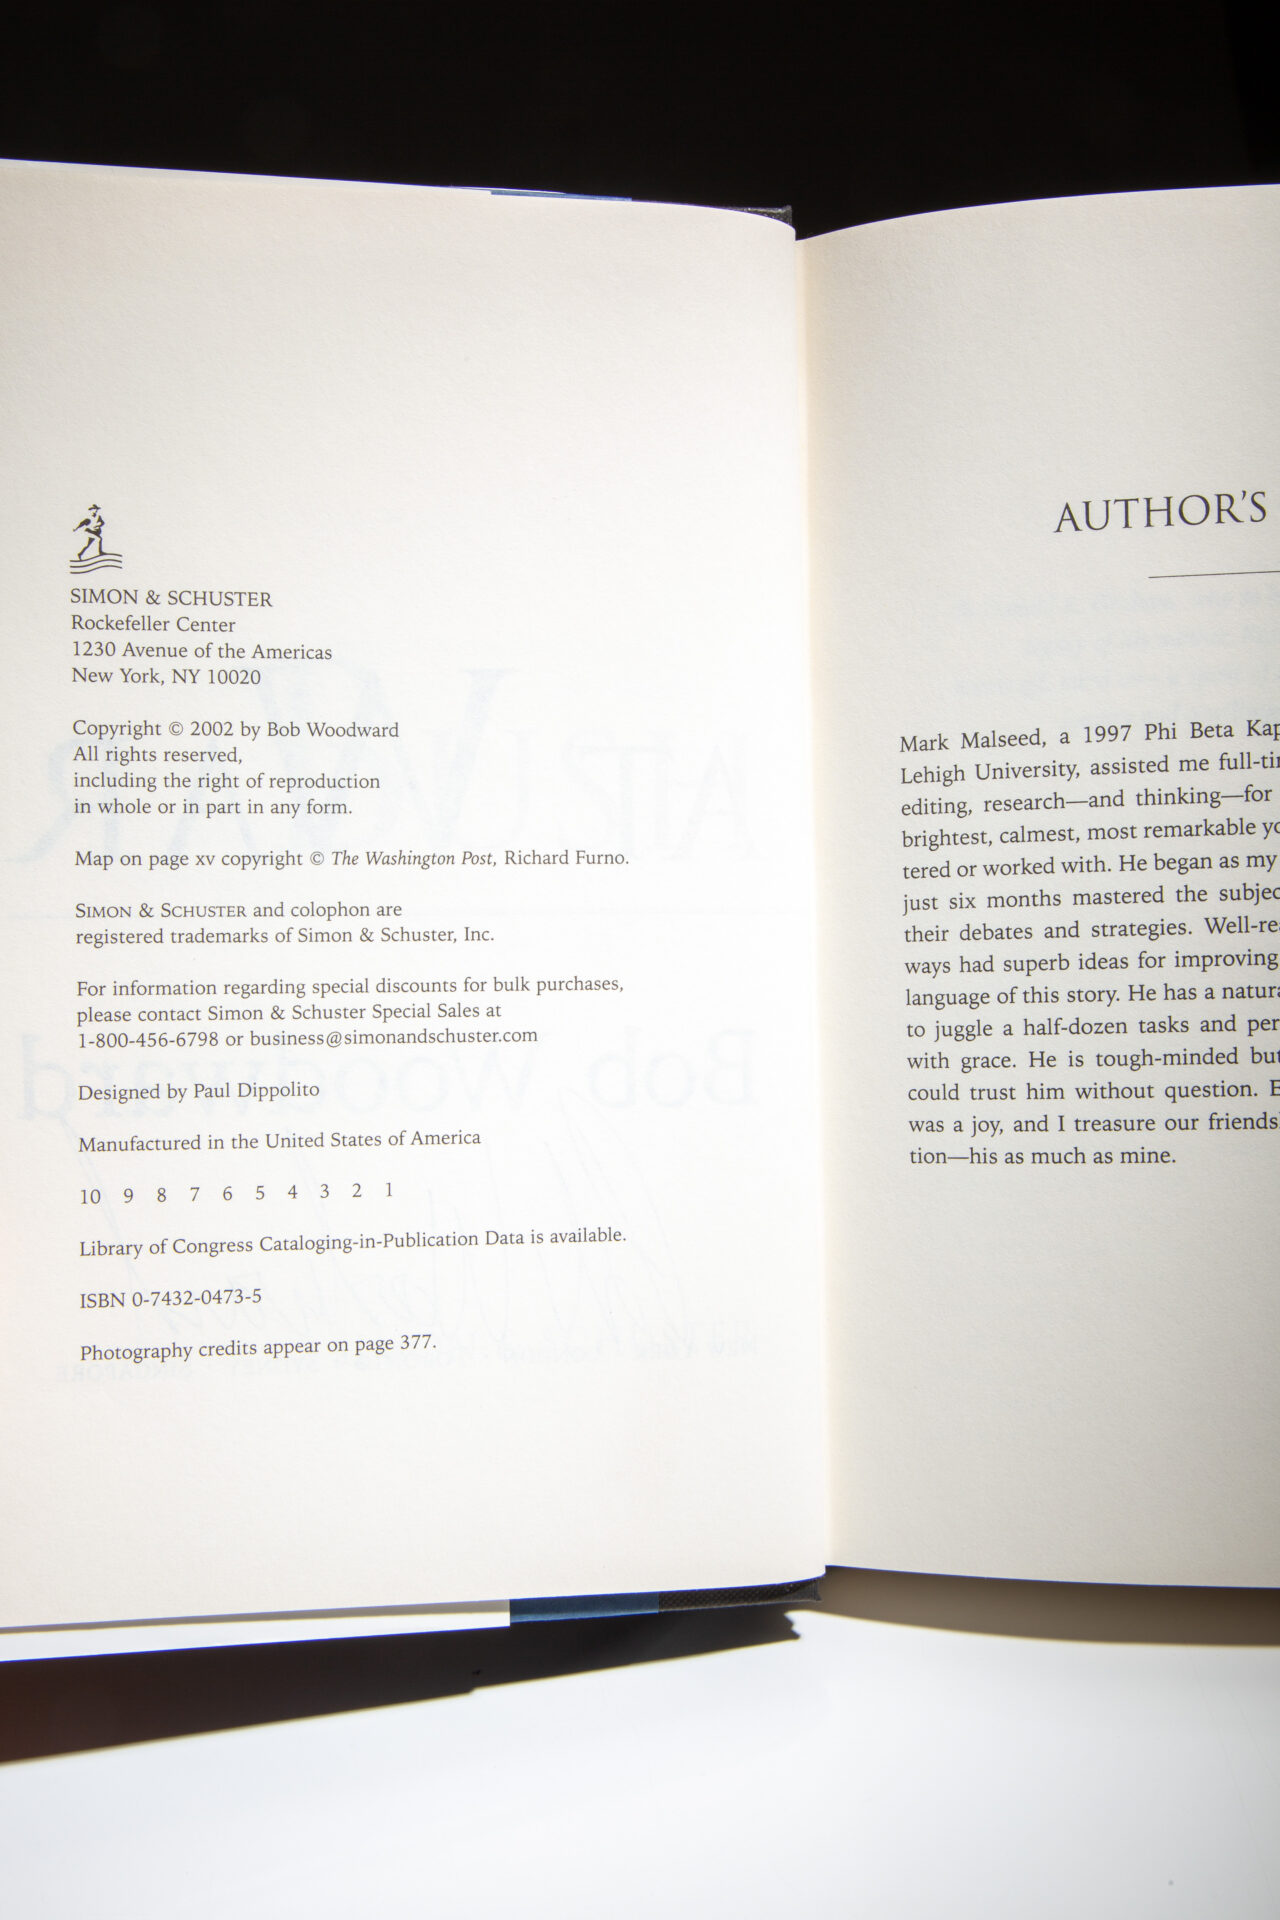 SIMON & SCHUSTER
Rockefeller Center
1230 Avenue of the Americas
New York, NY 10020
Copyright © 2002 by Bob Woodward
All rights reserved,
including the right of reproduction
in whole or in part in any form.
Map on page xv copyright © The Washington Post, Richard Furno.
SIMON & SCHUSTER and colophon are
registered trademarks of Simon & Schuster, Inc.
For information regarding special discounts for bulk purchases,
please contact Simon & Schuster Special Sales at
1-800-456-6798 or business@simonandschuster.com
Designed by Paul Dippolito
Manufactured in the United States of America
10 9 8 7 6 5 4 3 2 1
Library of Congress Cataloging-in-Publication Data is available.
ISBN 0-7432-0473-5
Photography credits appear on page 377.
AUTHOR'S
Mark Malseed, a 1997 Phi Beta
Lehigh University, assisted me
editing, research—and thinking—for
brightest, calmest, most remarkable
tered or worked with. He began as my
just six months mastered the
their debates and strategies.
ways had superb ideas for improving
language of this story. He has a
to juggle a half-dozen tasks and
with grace. He is tough-minded
could trust him without question.
was a joy, and I treasure our
tion—his as much as mine.